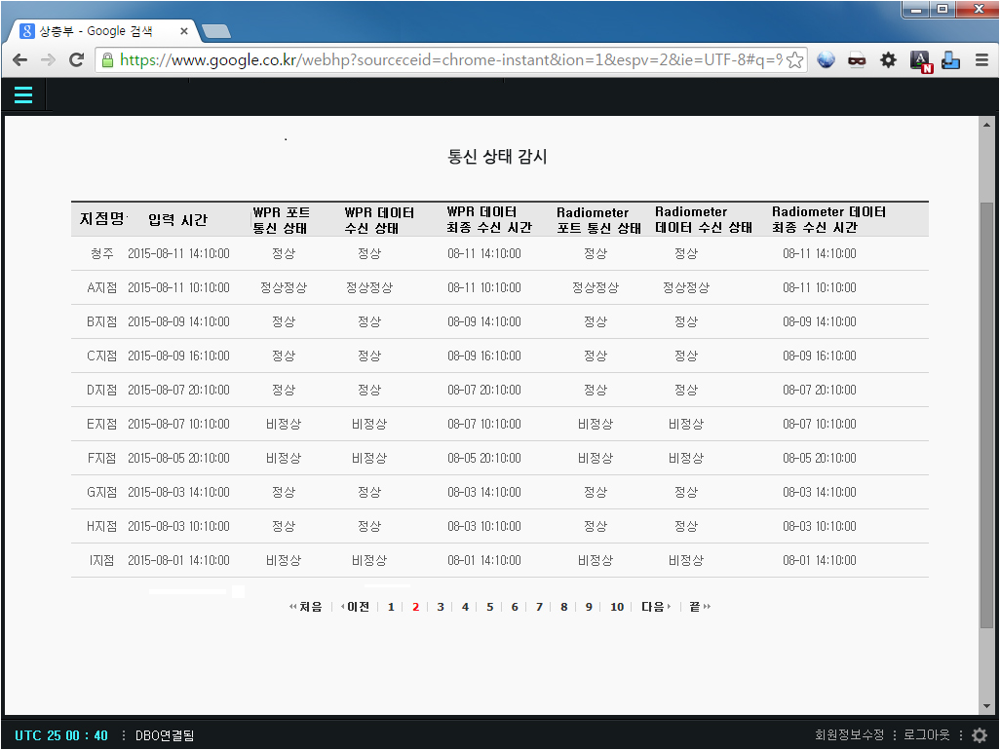 상층부 - Google 검색
https://www.google.co.kr/webhp?sourceceid=chrome-instant&ion=1&espv=2&ie=UTF-8#q=%
통신 상태 감시
지점명 입력 시간 WPR 포트 통신 상태 WPR 데이터 수신 상태 WPR 데이터 최종 수신 시간 Radiometer 포트 통신 상태 Radiometer 데이터 수신 상태 Radiometer 데이터 최종 수신 시간
청주 2015-08-11 14:10:00 정상 정상 08-11 14:10:00 정상 정상 08-11 14:10:00
A지점 2015-08-11 10:10:00 정상정상 정상정상 08-11 10:10:00 정상정상 정상정상 08-11 10:10:00
B지점 2015-08-09 14:10:00 정상 정상 08-09 14:10:00 정상 정상 08-09 14:10:00
C지점 2015-08-09 16:10:00 정상 정상 08-09 16:10:00 정상 정상 08-09 16:10:00
D지점 2015-08-07 20:10:00 정상 정상 08-07 20:10:00 정상 정상 08-07 20:10:00
E지점 2015-08-07 10:10:00 비정상 비정상 08-07 10:10:00 비정상 비정상 08-07 10:10:00
F지점 2015-08-05 20:10:00 비정상 비정상 08-05 20:10:00 비정상 비정상 08-05 20:10:00
G지점 2015-08-03 14:10:00 정상 정상 08-03 14:10:00 정상 정상 08-03 14:10:00
H지점 2015-08-03 10:10:00 정상 정상 08-03 10:10:00 정상 정상 08-03 10:10:00
I지점 2015-08-01 14:10:00 비정상 비정상 08-01 14:10:00 비정상 비정상 08-01 14:10:00
처음 이전 1 2 3 4 5 6 7 8 9 10 다음 끝
UTC 25 00 : 40 : DBO연결됨 회원정보수정 : 로그아웃 :